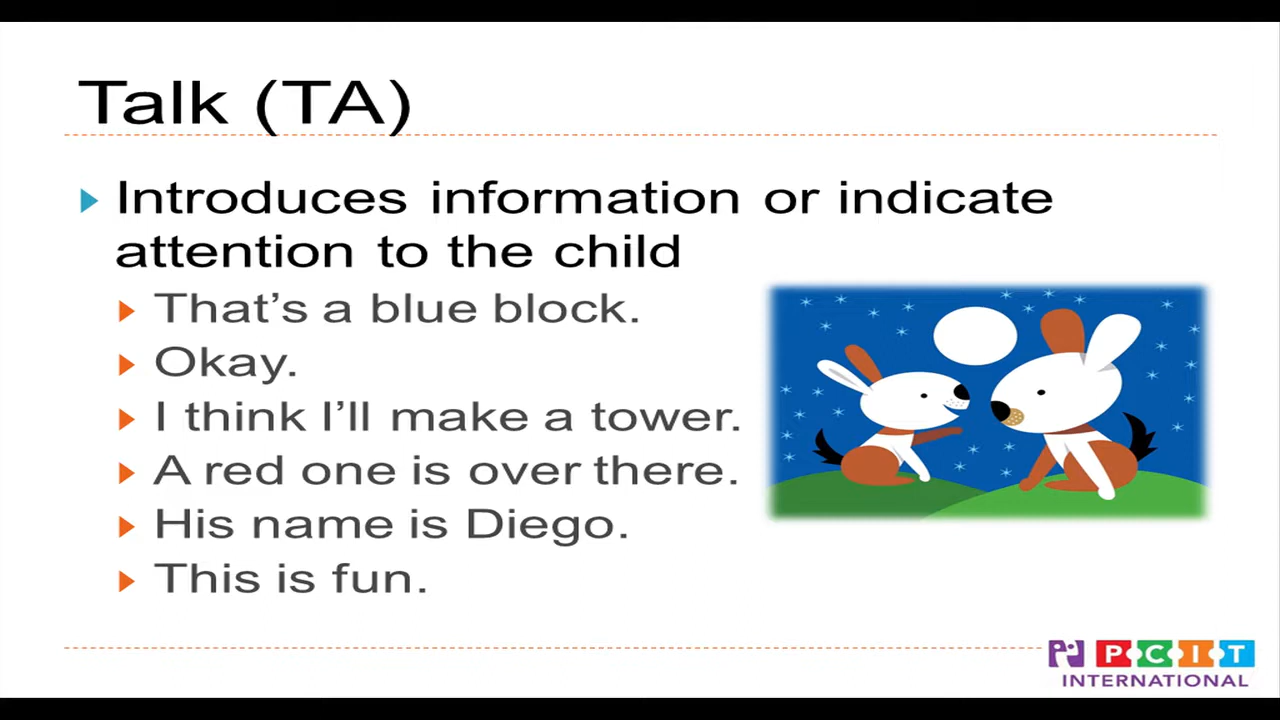 Talk (TA)
Introduces information or indicate
attention to the child
That’s a blue block.
Okay.
I think I’ll make a tower.
A red one is over there.
His name is Diego.
This is fun.
PCIT
INTERNATIONAL